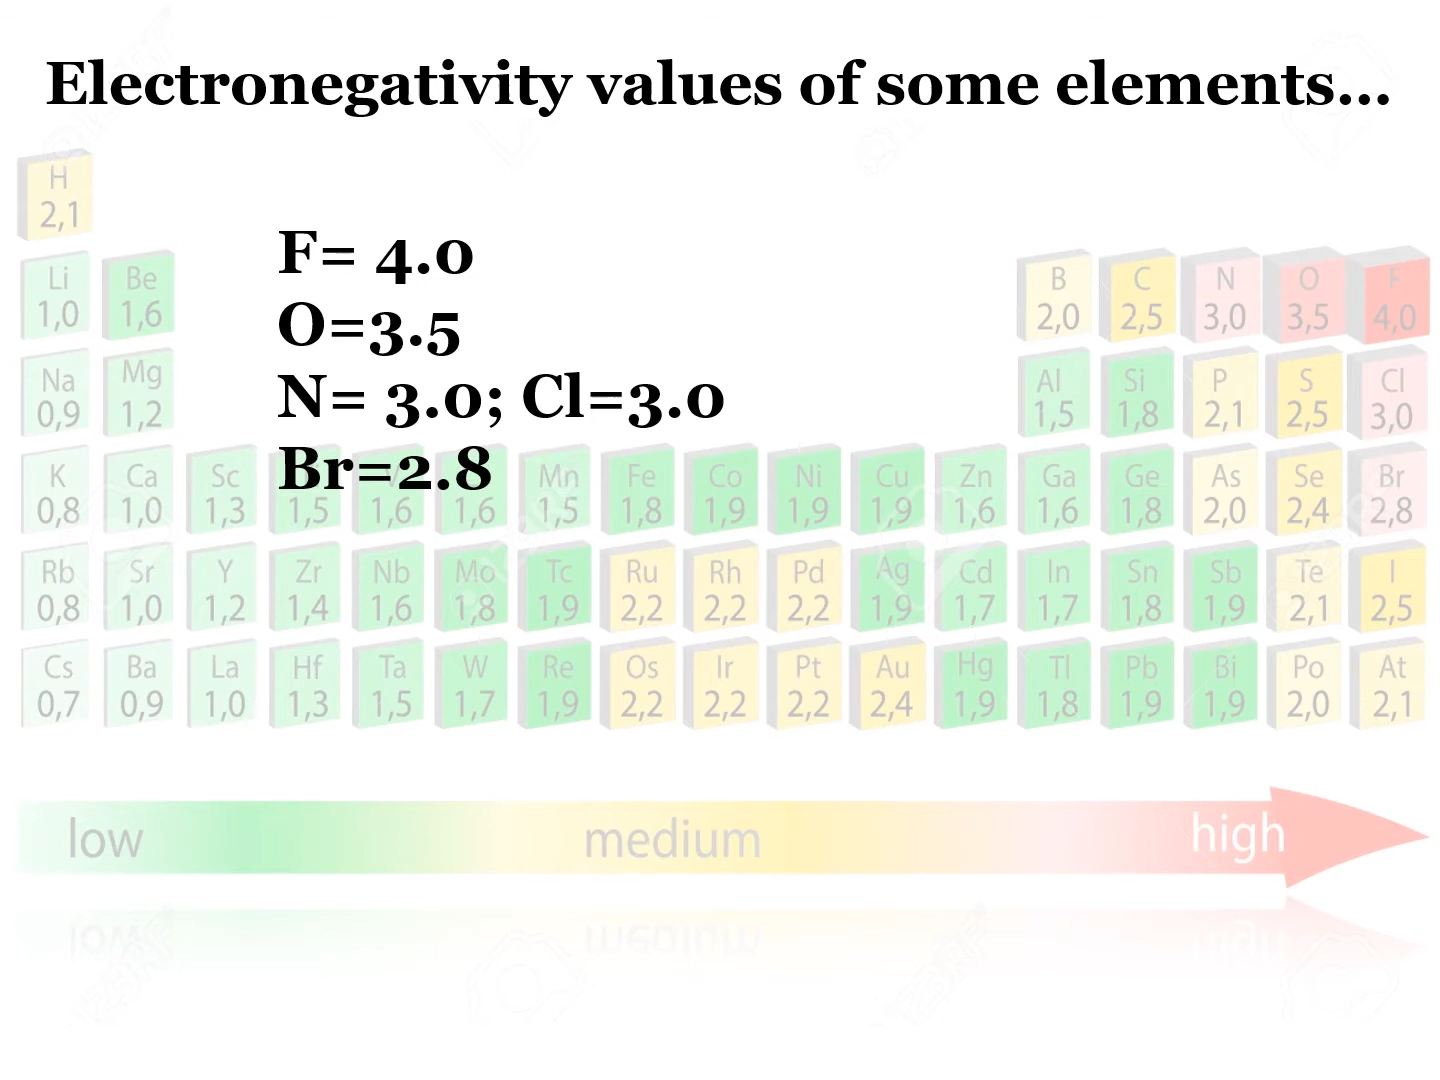 Electronegativity values of some elements...
H
2,1
F= 4.0
O=3.5
N= 3.0; Cl=3.0
Br=2.8
Li Be B C N O F
1,0 1,6 2,0 2,5 3,0 3,5 4,0
Na Mg Al Si P S Cl
0,9 1,2 1,5 1,8 2,1 2,5 3,0
K Ca Sc Mn Fe Co Ni Cu Zn Ga Ge As Se Br
0,8 1,0 1,3 1,5 1,6 1,6 1,5 1,8 1,9 1,9 1,9 1,6 1,6 1,8 2,0 2,4 2,8
Rb Sr Y Zr Nb Mo Tc Ru Rh Pd Ag Cd In Sn Sb Te I
0,8 1,0 1,2 1,4 1,6 1,8 1,9 2,2 2,2 2,2 1,9 1,7 1,7 1,8 1,9 2,1 2,5
Cs Ba La Hf Ta W Re Os Ir Pt Au Hg Tl Pb Bi Po At
0,7 0,9 1,0 1,3 1,5 1,7 1,9 2,2 2,2 2,2 2,4 1,9 1,8 1,9 1,9 2,0 2,1
low medium high